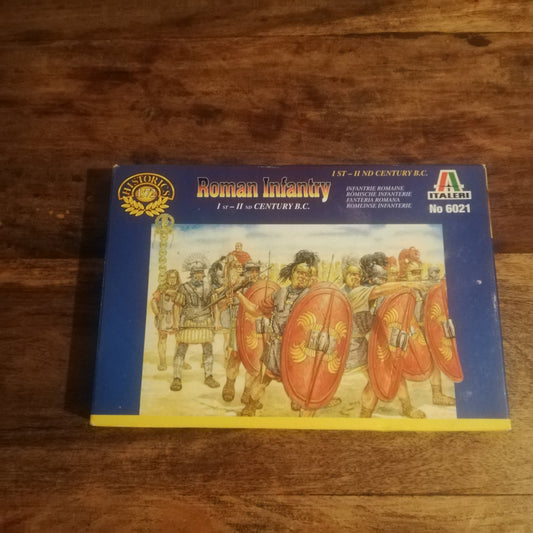 HISTORICS
1:72
Roman Infantry
I ST – II ND CENTURY B.C.
I ST – II ND CENTURY B.C.
INFANTRIE ROMAINE
RÖMISCHE INFANTERIE
FANTERIA ROMANA
ROMEINSE INFANTERIE
ITALERI
No 6021